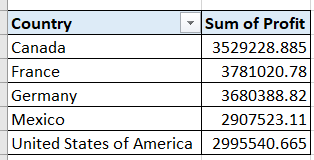 Country Sum of Profit
Canada 3529228.885
France 3781020.78
Germany 3680388.82
Mexico 2907523.11
United States of America 2995540.665